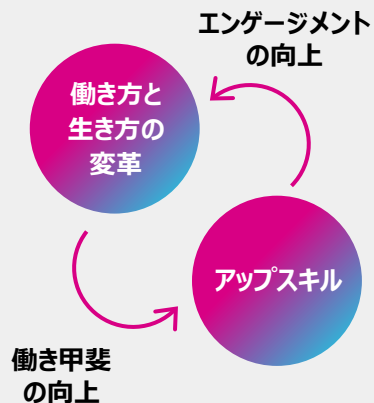 エンゲージメント
の向上
働き方と
生き方の
変革
アップスキル
働き甲斐
の向上